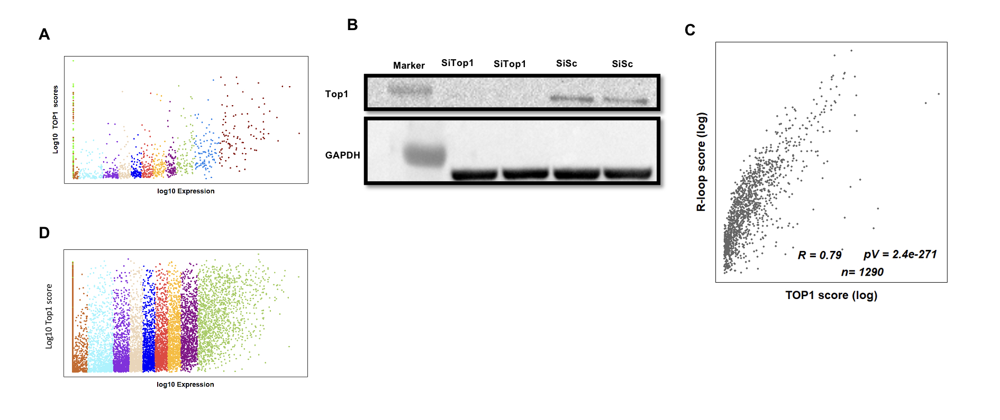 A
Log10 TOP1 scores
log10 Expression
B
Marker
SiTop1
SiTop1
SiSc
SiSc
Top1
GAPDH
C
R-loop score (log)
R = 0.79
pV = 2.4e-271
n= 1290
TOP1 score (log)
D
Log10 Top1 score
log10 Expression